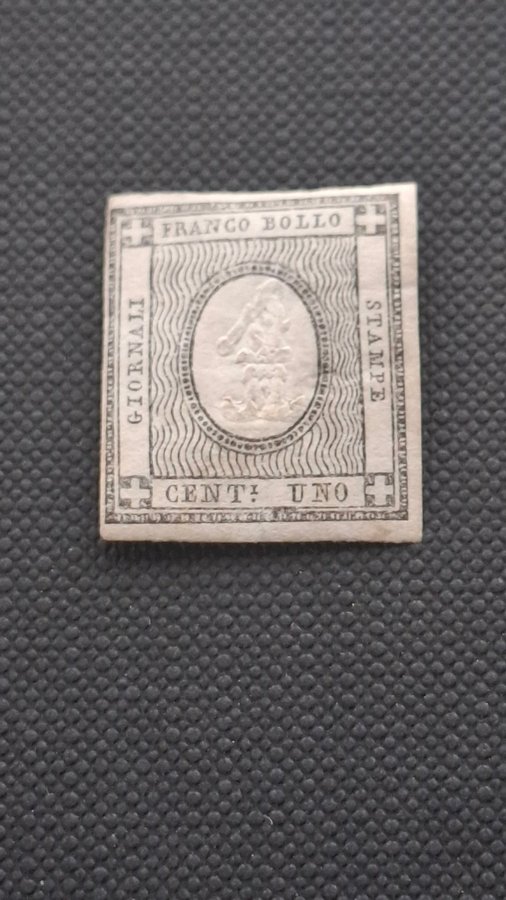 FRANCO BOLLO
GIORNALI
STAMPE
CENT: UNO